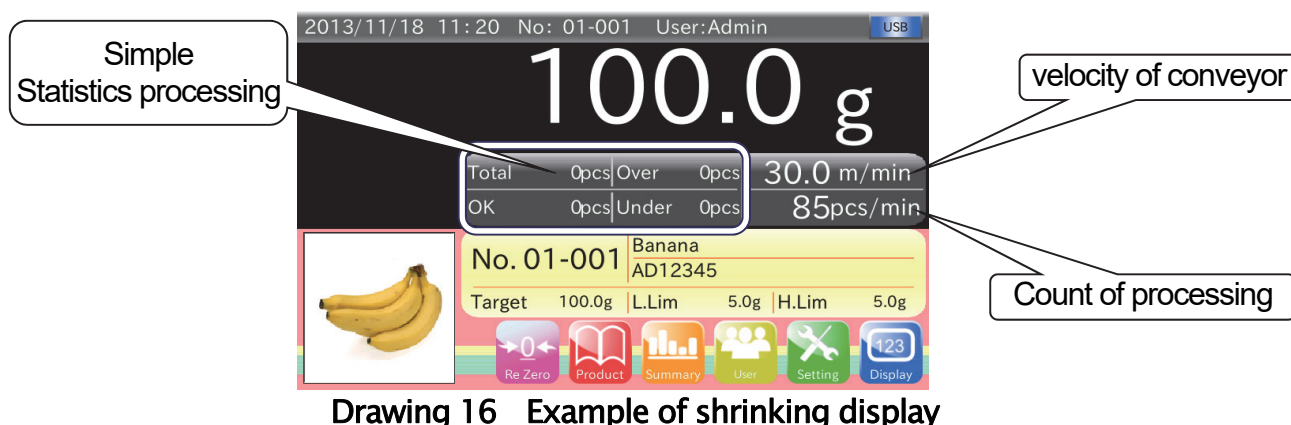 2013/11/18 11:20 No: 01-001 User:Admin USB
Simple
Statistics processing
100.0 g
velocity of conveyor
Total 0pcs Over 0pcs 30.0 m/min
OK 0pcs Under 0pcs 85pcs/min
No. 01-001 Banana
AD12345
Target 100.0g L.Lim 5.0g H.Lim 5.0g
Count of processing
→0← 123
Re Zero Product Summary User Setting Display
Drawing 16 Example of shrinking display